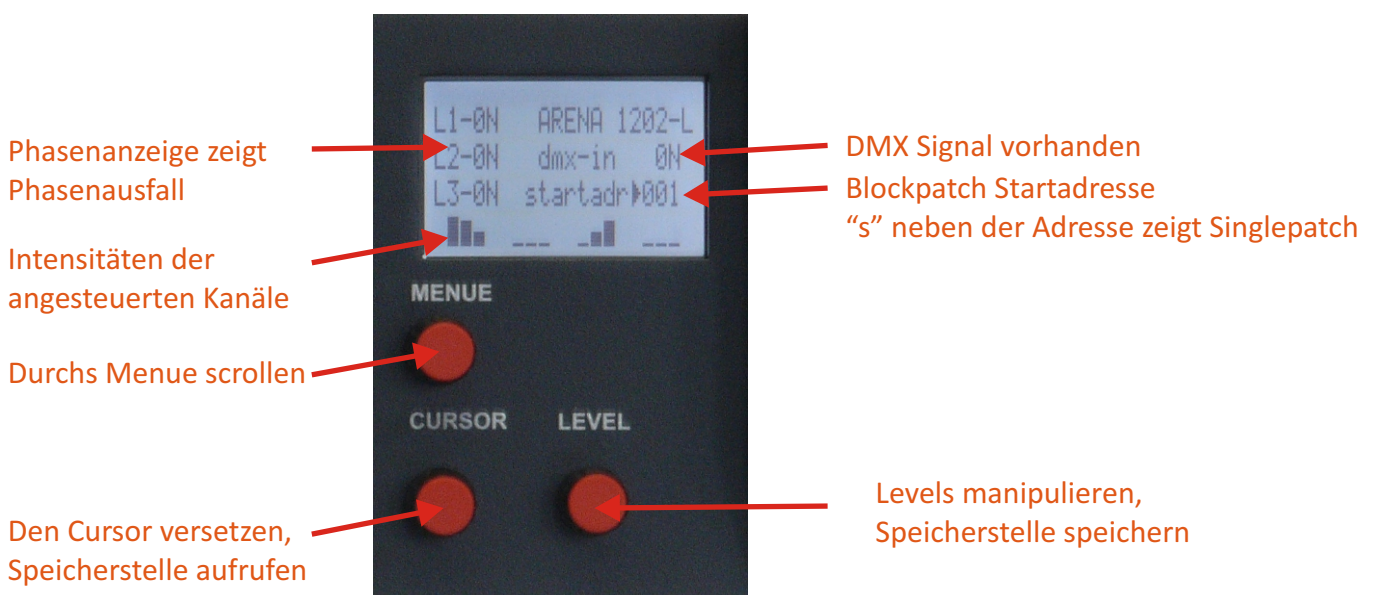 Phasenanzeige zeigt
Phasenausfall
Intensitäten der
angesteuerten Kanäle
Durchs Menue scrollen
Den Cursor versetzen,
Speicherstelle aufrufen
L1-0N ARENA 1202-L
L2-0N dmx-in 0N
L3-0N startadr 001
MENUE
CURSOR LEVEL
DMX Signal vorhanden
Blockpatch Startadresse
“s” neben der Adresse zeigt Singlepatch
Levels manipulieren,
Speicherstelle speichern